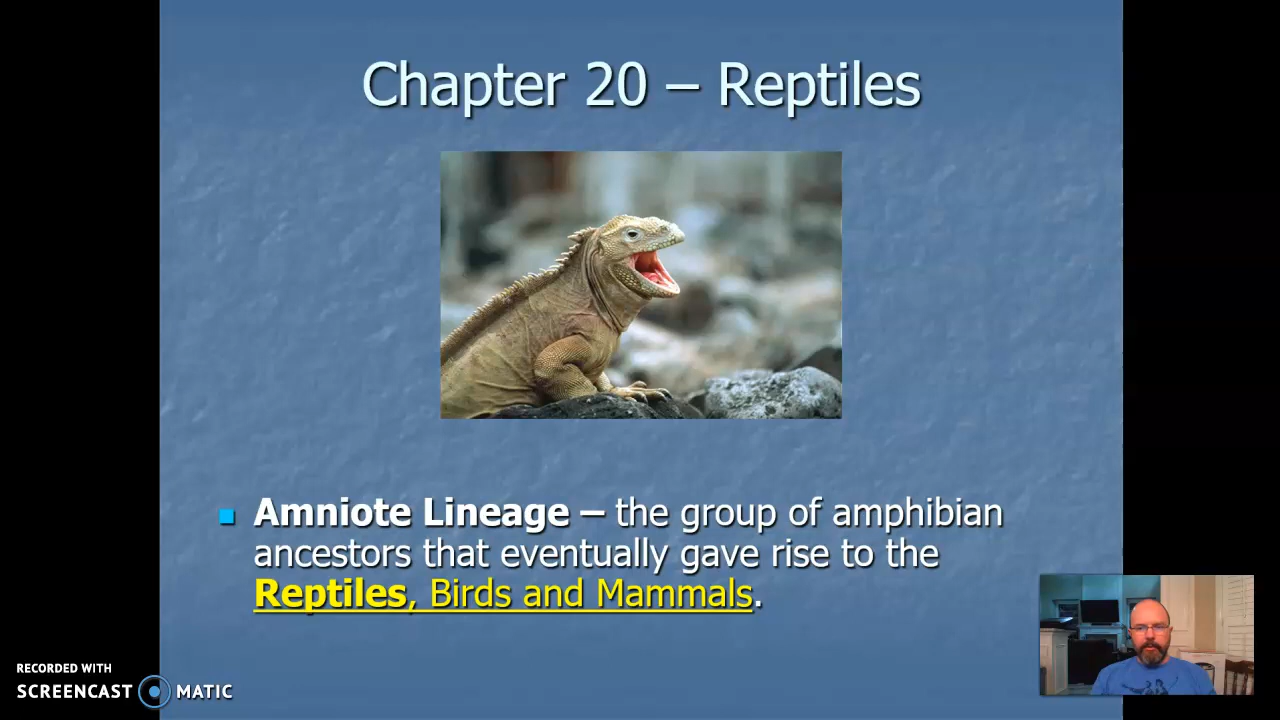 Chapter 20 – Reptiles
■ Amniote Lineage – the group of amphibian
ancestors that eventually gave rise to the
Reptiles, Birds and Mammals.
RECORDED WITH
SCREENCAST MATIC